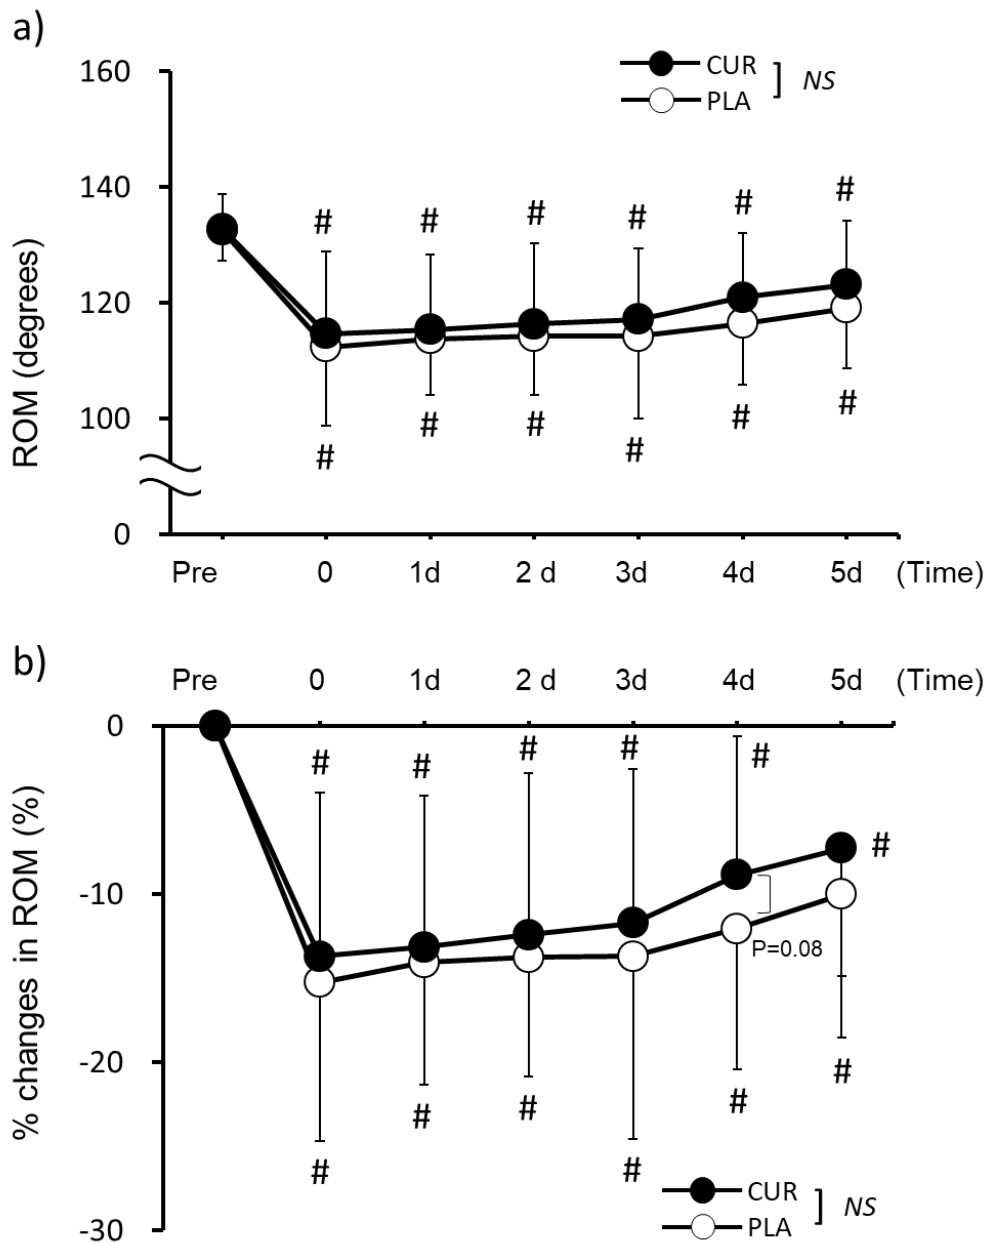 a)
160
CUR
PLA
] NS
140
# # # # # #
120
100
# # # # # #
0
ROM (degrees)
Pre 0 1d 2 d 3d 4d 5d (Time)
b)
Pre 0 1d 2 d 3d 4d 5d (Time)
0
# # # # # #
-10
P=0.08
-20
# # # # # #
-30
% changes in ROM (%)
CUR
PLA
] NS